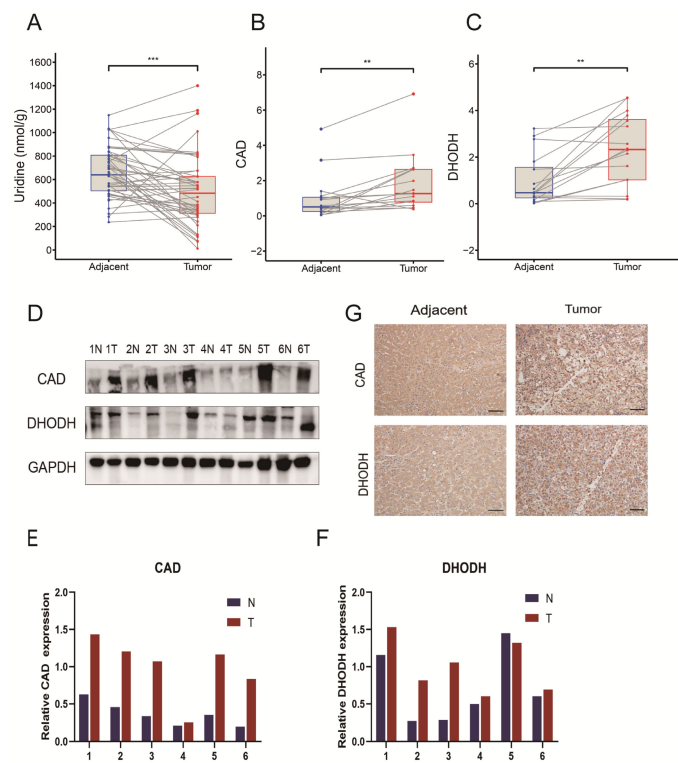 A
Uridine (nmol/g)
1600
1400
1200
1000
800
600
400
200
0
***
Adjacent
Tumor
B
CAD
8
6
4
2
0
−2
**
Adjacent
Tumor
C
DHODH
6
4
2
0
−2
**
Adjacent
Tumor
D
1N 1T 2N 2T 3N 3T 4N 4T 5N 5T 6N 6T
CAD
DHODH
GAPDH
G
Adjacent
Tumor
CAD
DHODH
E
CAD
Relative CAD expression
2.0
1.5
1.0
0.5
0.0
N
T
1 2 3 4 5 6
F
DHODH
Relative DHODH expression
2.0
1.5
1.0
0.5
0.0
N
T
1 2 3 4 5 6